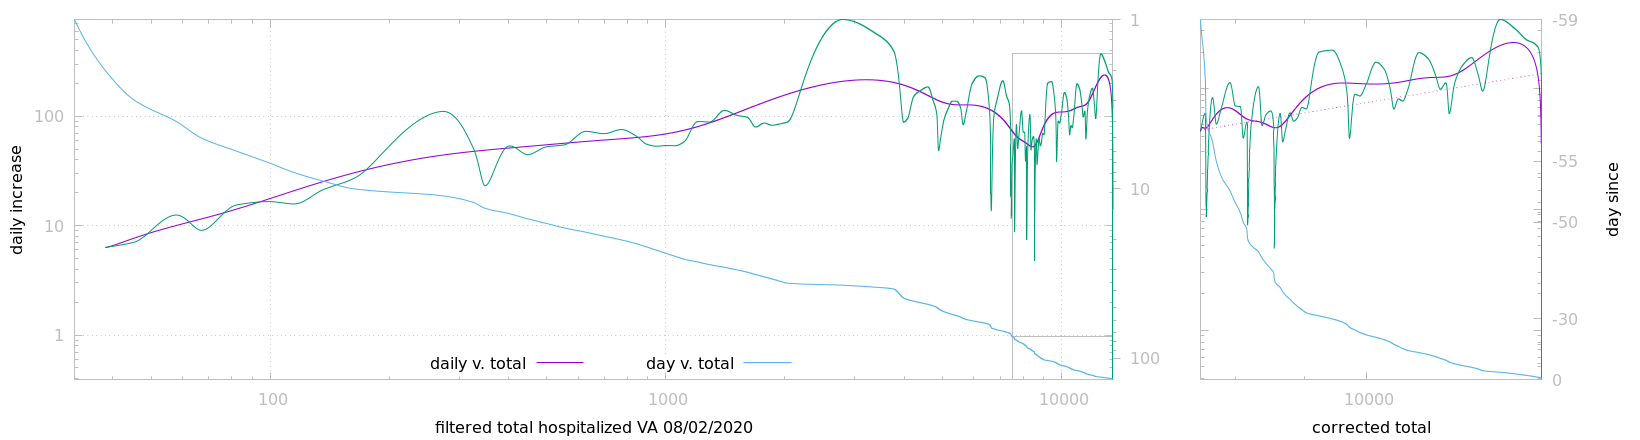 daily increase
100
10
1
daily v. total
day v. total
100
1000
10000
1
10
100
filtered total hospitalized VA 08/02/2020
-59
-55
-50
-30
0
day since
10000
corrected total